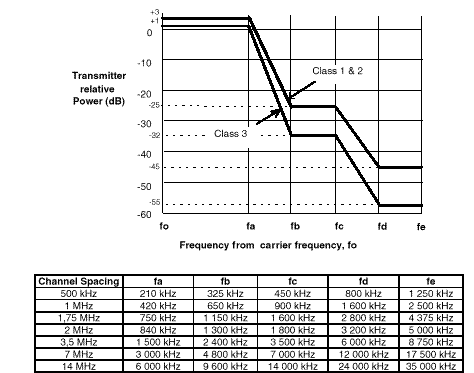 +3
+1
0
-10
Transmitter
relative
Power (dB)
Class 1 & 2
-20
-25
-30
Class 3
-32
-40
-45
-50
-55
-60
fo fa fb fc fd fe
Frequency from carrier frequency, fo
Channel Spacing fa fb fc fd fe
500 kHz 210 kHz 325 kHz 450 kHz 800 kHz 1 250 kHz
1 MHz 420 kHz 650 kHz 900 kHz 1 600 kHz 2 500 kHz
1,75 MHz 750 kHz 1 150 kHz 1 600 kHz 2 800 kHz 4 375 kHz
2 MHz 840 kHz 1 300 kHz 1 800 kHz 3 200 kHz 5 000 kHz
3,5 MHz 1 500 kHz 2 400 kHz 3 500 kHz 6 000 kHz 8 750 kHz
7 MHz 3 000 kHz 4 800 kHz 7 000 kHz 12 000 kHz 17 500 kHz
14 MHz 6 000 kHz 9 600 kHz 14 000 kHz 24 000 kHz 35 000 kHz